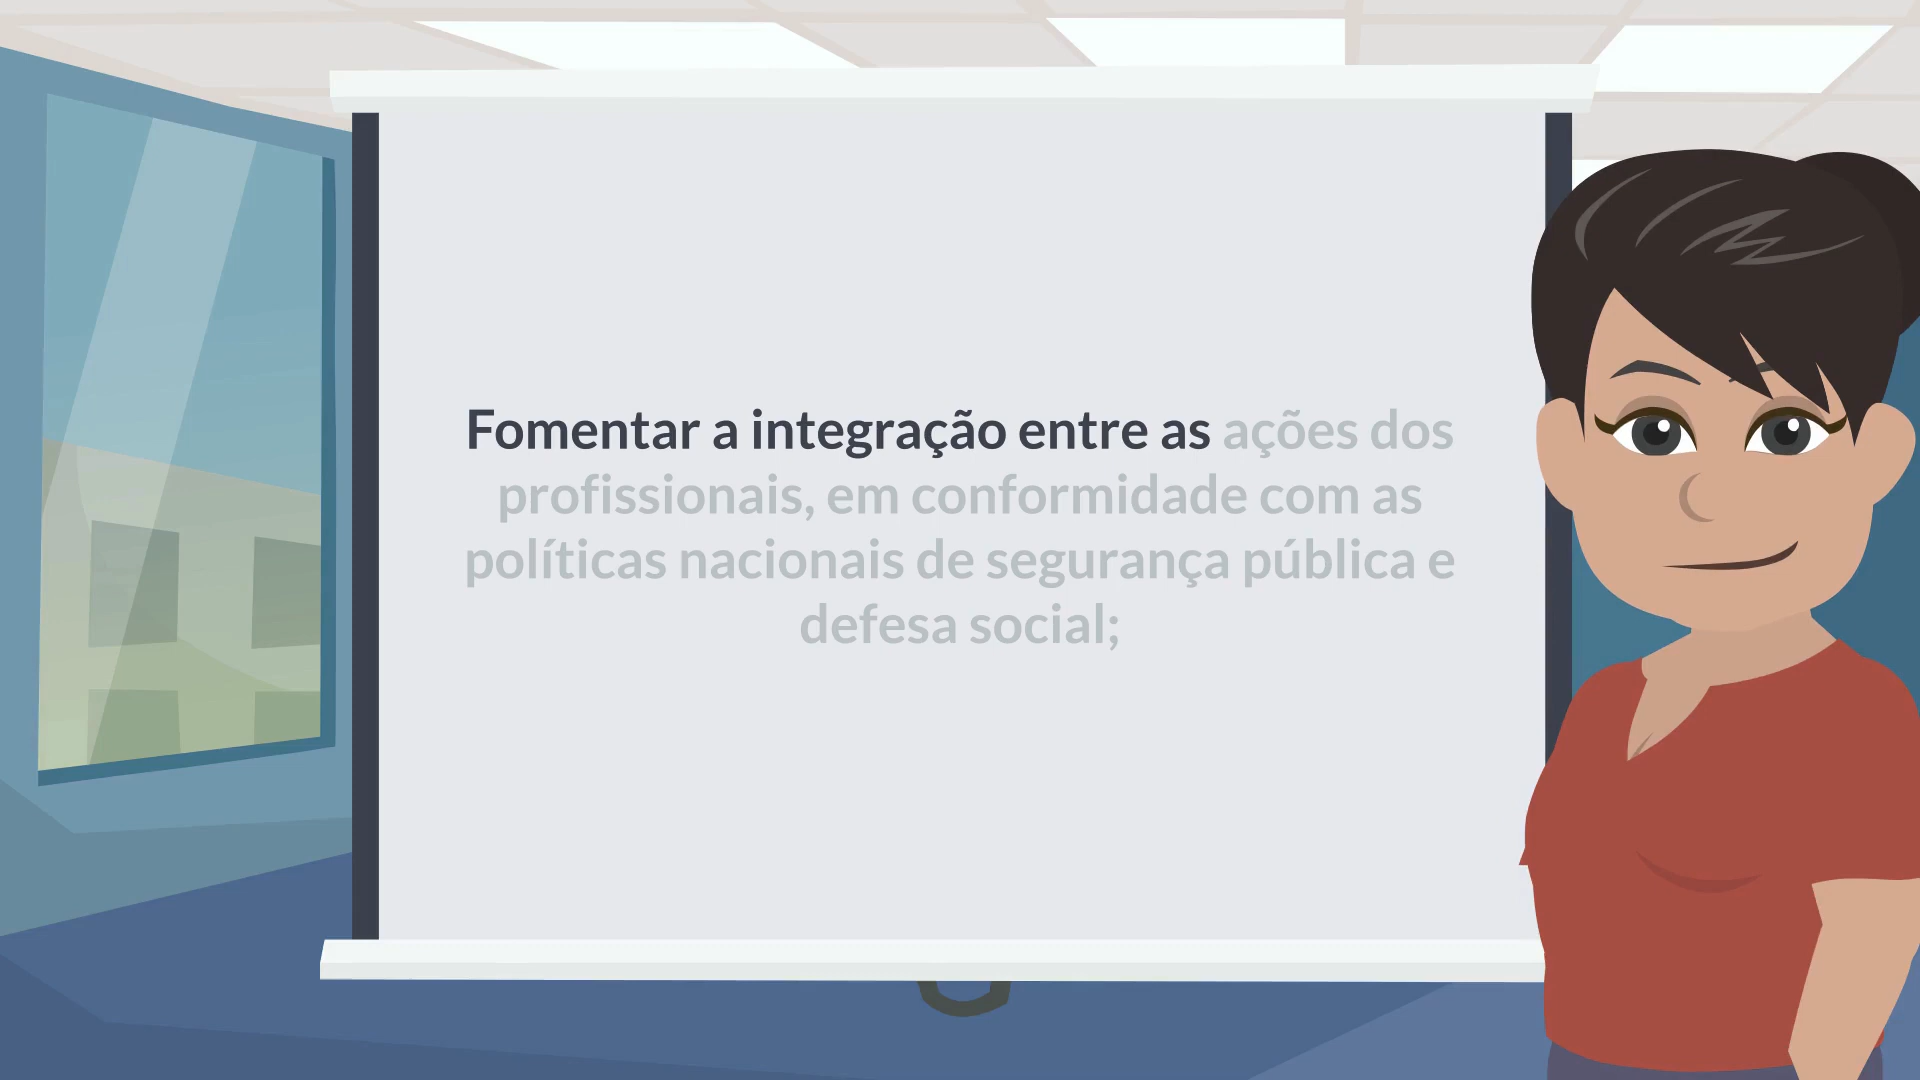 Fomentar a integração entre as ações dos
profissionais, em conformidade com as
políticas nacionais de segurança pública e
defesa social;